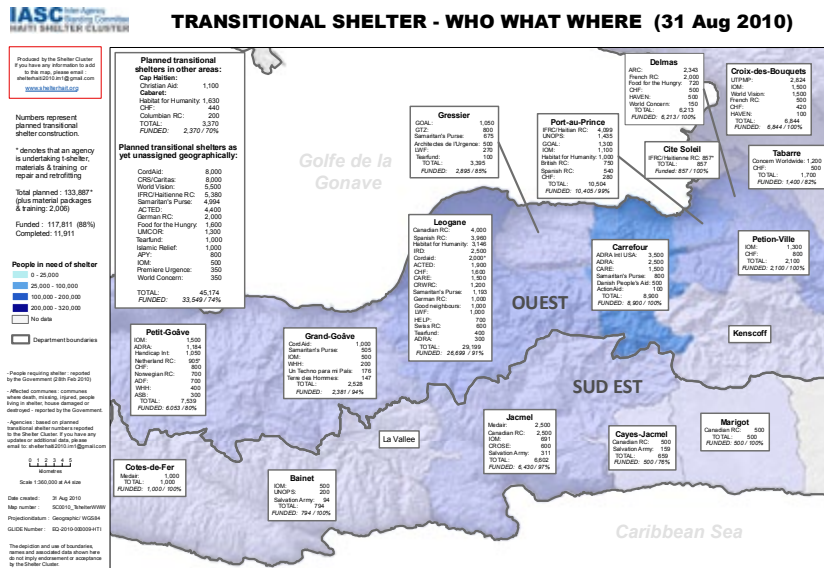 IASC Inter-Agency
Standing Committee
HAITI SHELTER CLUSTER
TRANSITIONAL SHELTER - WHO WHAT WHERE (31 Aug 2010)
Produced by the Shelter Cluster
If you have any information to add
to this map, please email :
shelterhaiti2010.im1@gmail.com
www.shelterhaiti.org
Numbers represent
planned transitional
shelter construction.
* denotes that an agency
is undertaking t-shelter,
materials & training or
repair and retrofitting
Total planned : 133,887*
(plus material packages
& training: 2,006)
Funded : 117,811 (88%)
Completed: 11,911
People in need of shelter
0 - 25,000
25,000 - 100,000
100,000 - 200,000
200,000 - 320,000
No data
Department boundaries
- People requiring shelter : reported
by the Government (28th Feb 2010)
- Affected communes : communes
where death, missing, injured, people
living in shelter, house damaged or
destroyed - reported by the Government.
- Agencies : based on planned
transitional shelter numbers reported
to the Shelter Cluster. If you have any
updates or additional data, please
email to: shelterhaiti2010.im1@gmail.com
0 1 2 3 4 5
kilometres
Scale 1:360,000 at A4 size
Date created: 31 Aug 2010
Map number : SC0010_TshelterWWW
Projection/datum : Geographic/ WGS84
GLIDE Number : EQ-2010-000009-HTI
The depiction and use of boundaries,
names and associated data shown here
do not imply endorsement or acceptance
by the Shelter Cluster.
Planned transitional
shelters in other areas:
Cap Haitien:
Christian Aid: 1,100
Cabaret:
Habitat for Humanity: 1,630
CHF: 440
Columbian RC: 200
TOTAL: 3,370
FUNDED: 2,370 / 70%
Planned transitional shelters as
yet unassigned geographically:
CordAid: 8,000
CRS/Caritas: 8,000
World Vision: 5,500
IFRC/Haitienne RC: 5,380
Samaritan's Purse: 4,994
ACTED: 4,400
German RC: 2,000
Food for the Hungry: 1,600
UMCOR: 1,300
Tearfund: 1,000
Islamic Relief: 1,000
APY: 800
IOM: 500
Premiere Urgence: 350
World Concern: 350
TOTAL: 45,174
FUNDED: 33,549 / 74%
Golfe de la
Gonave
Gressier
GOAL: 1,050
GTZ: 800
Samaritan's Purse: 675
Architectes de l'Urgence: 500
LWF: 270
Tearfund: 100
TOTAL: 3,395
FUNDED: 2,895 / 85%
Port-au-Prince
IFRC/Haitian RC: 4,099
UNOPS: 1,435
GOAL: 1,300
IOM: 1,100
Habitat for Humanity: 1,000
British RC: 750
Spanish RC: 540
CHF: 280
TOTAL: 10,504
FUNDED: 10,405 / 99%
Delmas
ARC: 2,343
French RC: 2,000
Food for the Hungry: 720
CHF: 500
HAVEN: 500
World Concern: 150
TOTAL: 6,213
FUNDED: 6,213 / 100%
Croix-des-Bouquets
UTPMP: 2,824
IOM: 1,500
World Vision: 1,500
French RC: 500
CHF: 420
HAVEN: 100
TOTAL: 6,844
FUNDED: 6,844 / 100%
Cite Soleil
IFRC/Haitienne RC: 857*
TOTAL: 857
Funded: 857 / 100%
Tabarre
Concern Worldwide: 1,200
CHF: 500
TOTAL: 1,700
FUNDED: 1,400 / 82%
Leogane
Canadian RC: 4,000
Spanish RC: 3,960
Habitat for Humanity: 3,146
IRD: 2,500
Cordaid: 2,000*
ACTED: 1,900
CHF: 1,600
CARE: 1,500
CRWRC: 1,200
Samaritan's Purse: 1,193
German RC: 1,000
Good neighbours: 1,000
LWF: 1,000
HELP: 700
Swiss RC: 600
Tearfund: 400
ADRA: 300
TOTAL: 29,199
FUNDED: 26,699 / 91%
OUEST
Carrefour
ADRA Intl USA: 3,500
ADRA: 2,500
CARE: 1,500
Samaritan's Purse: 800
Danish People's Aid: 500
ActionAid: 100
TOTAL: 8,900
FUNDED: 8,900 / 100%
Petion-Ville
IOM: 1,300
CHF: 800
TOTAL: 2,100
FUNDED: 2,100 / 100%
Kenscoff
Petit-Goâve
IOM: 1,500
ADRA: 1,184
Handicap Int: 1,050
Netherland RC: 905*
CHF: 800
Norwegian RC: 700
ADF: 700
WHH: 400
ASB: 300
TOTAL: 7,539
FUNDED: 6,053 / 80%
Grand-Goâve
CordAid: 1,000
Samaritan's Purse: 505
IOM: 500
WHH: 200
Un Techno para mi País: 176
Terre des Hommes: 147
TOTAL: 2,528
FUNDED: 2,381 / 94%
SUD EST
La Vallee
Jacmel
Medair: 2,500
Canadian RC: 2,500
IOM: 691
CROSE: 600
Salvation Army: 311
TOTAL: 6,602
FUNDED: 6,430 / 97%
Cayes-Jacmel
Canadian RC: 500
Salvation Army: 159
TOTAL: 659
FUNDED: 500 / 76%
Marigot
Canadian RC: 500
TOTAL: 500
FUNDED: 500 / 100%
Cotes-de-Fer
Medair: 1,000
TOTAL: 1,000
FUNDED: 1,000 / 100%
Bainet
IOM: 500
UNOPS: 200
Salvation Army: 94
TOTAL: 794
FUNDED: 794 / 100%
Caribbean Sea